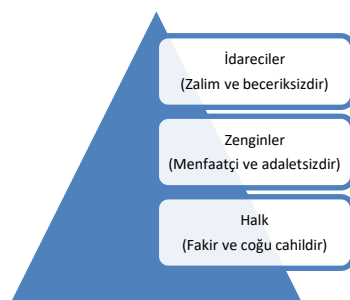 İdareciler
(Zalim ve beceriksizdir)
Zenginler
(Menfaatçi ve adaletsizdir)
Halk
(Fakir ve coğu cahildir)